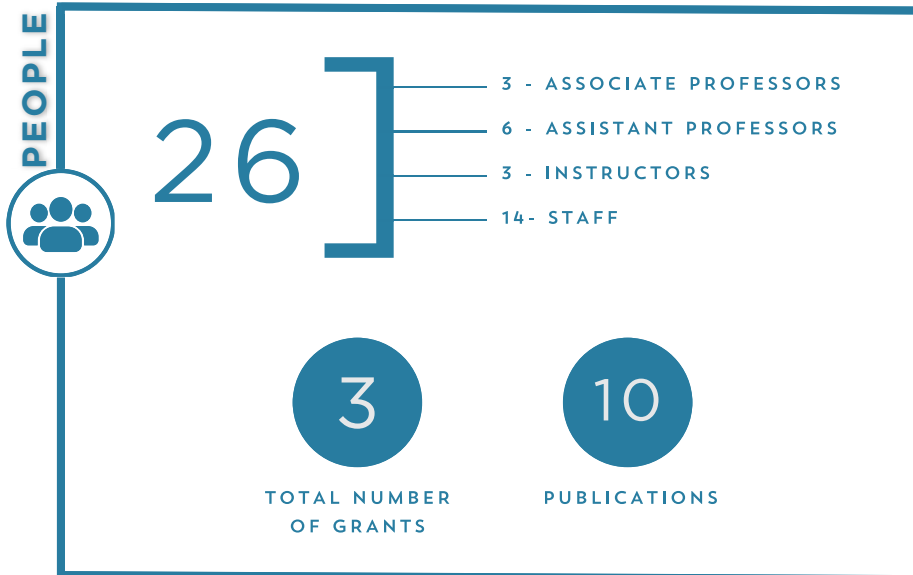 PEOPLE
26
3 - ASSOCIATE PROFESSORS
6 - ASSISTANT PROFESSORS
3 - INSTRUCTORS
14- STAFF
3
TOTAL NUMBER
OF GRANTS
10
PUBLICATIONS